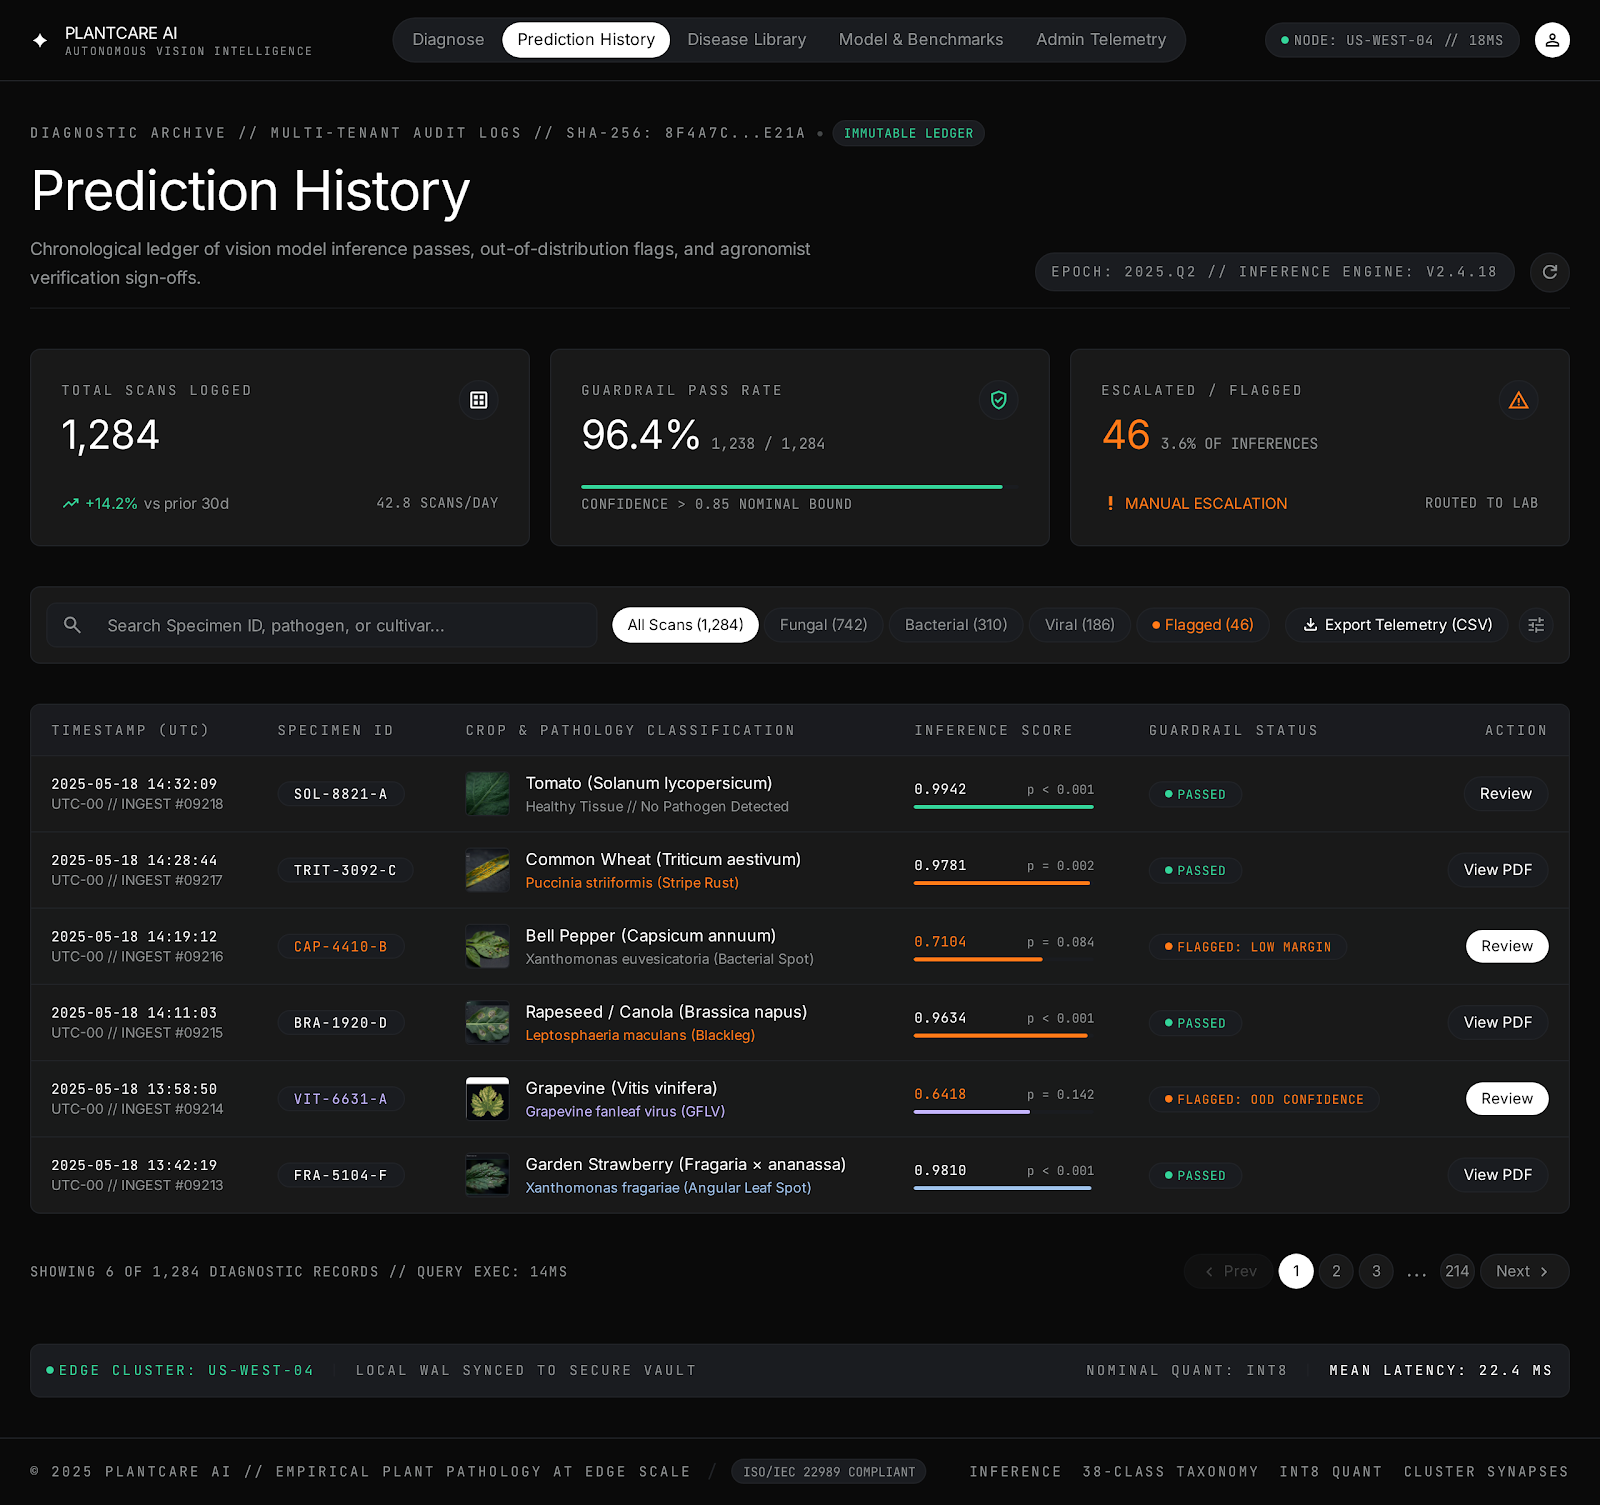 PLANTCARE AI
AUTONOMOUS VISION INTELLIGENCE
Diagnose
Prediction History
Disease Library
Model & Benchmarks
Admin Telemetry
NODE: US-WEST-04 // 18MS
DIAGNOSTIC ARCHIVE // MULTI-TENANT AUDIT LOGS // SHA-256: 8F4A7C...E21A • IMMUTABLE LEDGER
Prediction History
Chronological ledger of vision model inference passes, out-of-distribution flags, and agronomist
verification sign-offs.
EPOCH: 2025.Q2 // INFERENCE ENGINE: V2.4.18
TOTAL SCANS LOGGED
1,284
+14.2% vs prior 30d
42.8 SCANS/DAY
GUARDRAIL PASS RATE
96.4% 1,238 / 1,284
CONFIDENCE > 0.85 NOMINAL BOUND
ESCALATED / FLAGGED
46 3.6% OF INFERENCES
! MANUAL ESCALATION
ROUTED TO LAB
Search Specimen ID, pathogen, or cultivar...
All Scans (1,284)
Fungal (742)
Bacterial (310)
Viral (186)
Flagged (46)
Export Telemetry (CSV)
TIMESTAMP (UTC) SPECIMEN ID CROP & PATHOLOGY CLASSIFICATION INFERENCE SCORE GUARDRAIL STATUS ACTION
2025-05-18 14:32:09
UTC-00 // INGEST #09218
SOL-8821-A
Tomato (Solanum lycopersicum)
Healthy Tissue // No Pathogen Detected
0.9942 p < 0.001
PASSED
Review
2025-05-18 14:28:44
UTC-00 // INGEST #09217
TRIT-3092-C
Common Wheat (Triticum aestivum)
Puccinia striiformis (Stripe Rust)
0.9781 p = 0.002
PASSED
View PDF
2025-05-18 14:19:12
UTC-00 // INGEST #09216
CAP-4410-B
Bell Pepper (Capsicum annuum)
Xanthomonas euvesicatoria (Bacterial Spot)
0.7104 p = 0.084
FLAGGED: LOW MARGIN
Review
2025-05-18 14:11:03
UTC-00 // INGEST #09215
BRA-1920-D
Rapeseed / Canola (Brassica napus)
Leptosphaeria maculans (Blackleg)
0.9634 p < 0.001
PASSED
View PDF
2025-05-18 13:58:50
UTC-00 // INGEST #09214
VIT-6631-A
Grapevine (Vitis vinifera)
Grapevine fanleaf virus (GFLV)
0.6418 p = 0.142
FLAGGED: OOD CONFIDENCE
Review
2025-05-18 13:42:19
UTC-00 // INGEST #09213
FRA-5104-F
Garden Strawberry (Fragaria × ananassa)
Xanthomonas fragariae (Angular Leaf Spot)
0.9810 p < 0.001
PASSED
View PDF
SHOWING 6 OF 1,284 DIAGNOSTIC RECORDS // QUERY EXEC: 14MS
‹ Prev 1 2 3 ... 214 Next ›
EDGE CLUSTER: US-WEST-04
LOCAL WAL SYNCED TO SECURE VAULT
NOMINAL QUANT: INT8
MEAN LATENCY: 22.4 MS
© 2025 PLANTCARE AI // EMPIRICAL PLANT PATHOLOGY AT EDGE SCALE / ISO/IEC 22989 COMPLIANT
INFERENCE 38-CLASS TAXONOMY INT8 QUANT CLUSTER SYNAPSES